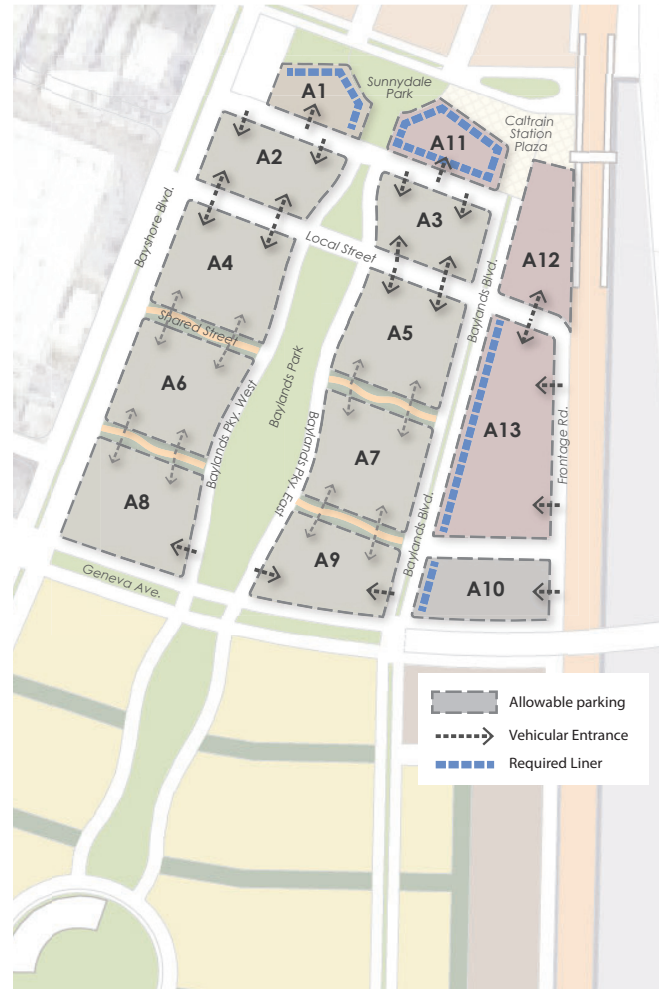 A1
Sunnydale
Park
Caltrain
Station
Plaza
A11
A2
A3
Bayshore Blvd.
A4
Local Street
A12
Baylands Blvd.
Shared Street
A5
A6
Baylands Pky. West
Baylands Park
Baylands Pky. East
A7
A13
Frontage Rd.
A8
A9
Baylands Blvd.
A10
Geneva Ave.
Allowable parking
Vehicular Entrance
Required Liner